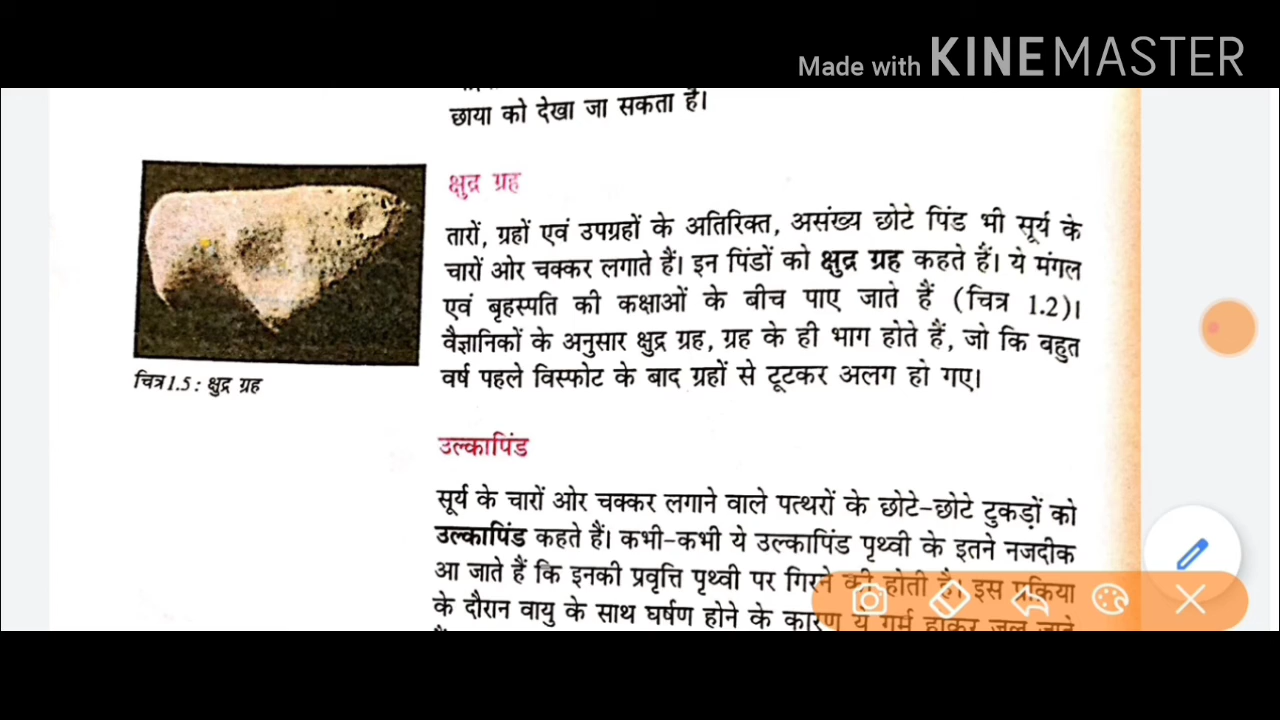 Made with KINEMASTER
छाया को देखा जा सकता है।
क्षुद्र ग्रह
तारों, ग्रहों एवं उपग्रहों के अतिरिक्त, असंख्य छोटे पिंड भी सूर्य के
चारों ओर चक्कर लगाते हैं। इन पिंडों को क्षुद्र ग्रह कहते हैं। ये मंगल
एवं बृहस्पति की कक्षाओं के बीच पाए जाते हैं (चित्र 1.2)।
वैज्ञानिकों के अनुसार क्षुद्र ग्रह, ग्रह के ही भाग होते हैं, जो कि बहुत
वर्ष पहले विस्फोट के बाद ग्रहों से टूटकर अलग हो गए।
चित्र 1.5 : क्षुद्र ग्रह
उल्कापिंड
सूर्य के चारों ओर चक्कर लगाने वाले पत्थरों के छोटे-छोटे टुकड़ों को
उल्कापिंड कहते हैं। कभी-कभी ये उल्कापिंड पृथ्वी के इतने नजदीक
आ जाते हैं कि इनकी प्रवृत्ति पृथ्वी पर गिरने की होती है। इस प्रक्रिया
के दौरान वायु के साथ घर्षण होने के कारण ये गर्म होकर जल जाते